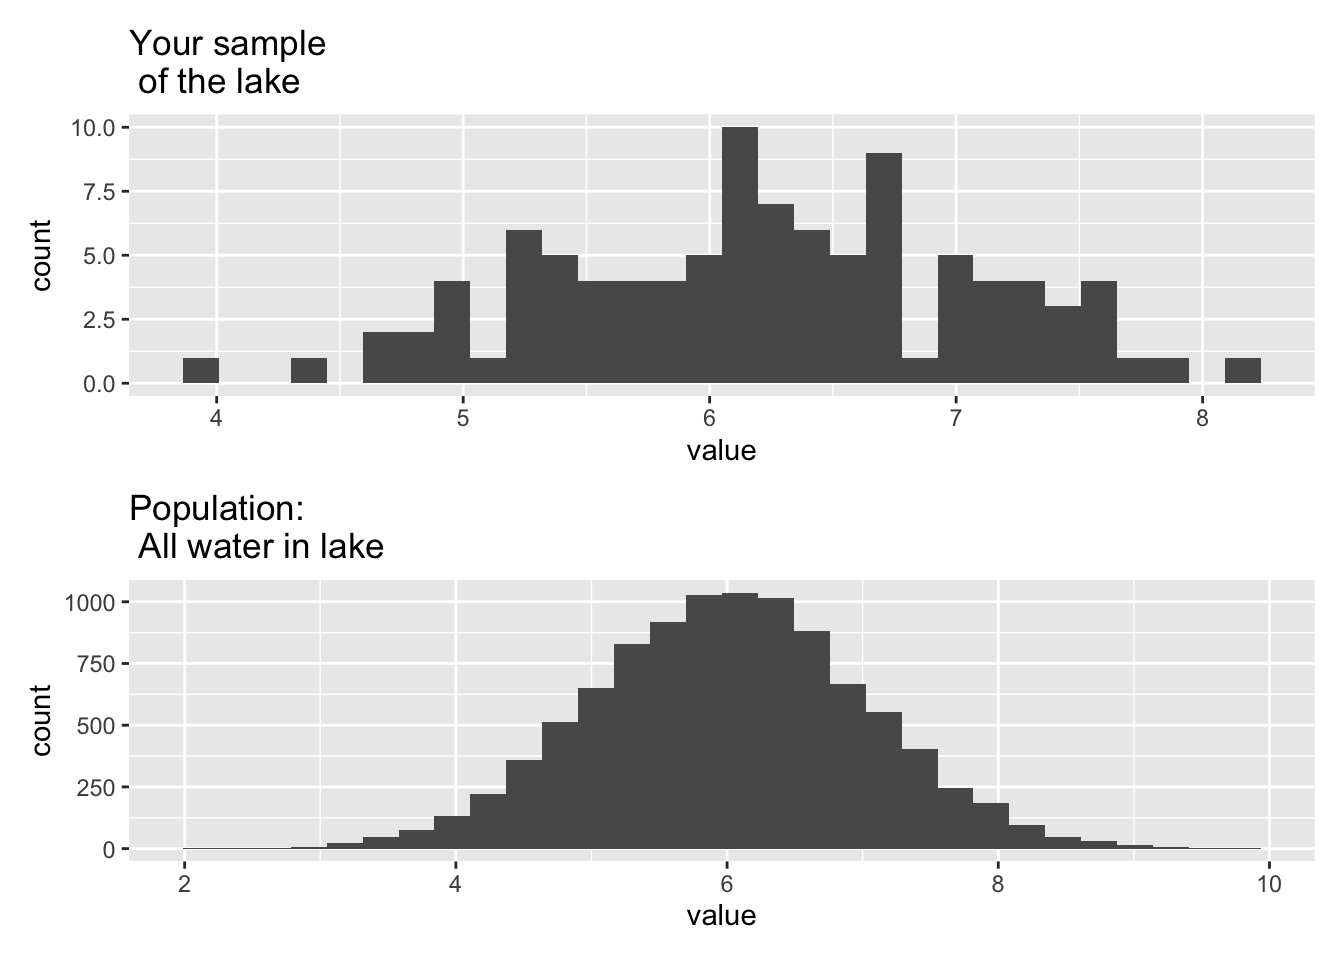 Your sample
of the lake
10.0
7.5
5.0
2.5
0.0
count
4 5 6 7 8
value
Population:
All water in lake
1000
750
500
250
0
count
2 4 6 8 10
value